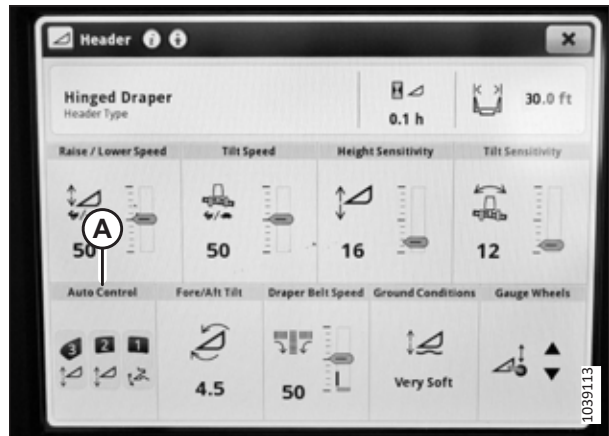 Header
Hinged Draper
Header Type
0.1 h
30.0 ft
Raise / Lower Speed
Tilt Speed
Height Sensitivity
Tilt Sensitivity
50
50
16
12
A
Auto Control
Fore/Aft Tilt
Draper Belt Speed
Ground Conditions
Gauge Wheels
3 2 1
4.5
50
Very Soft
1039113